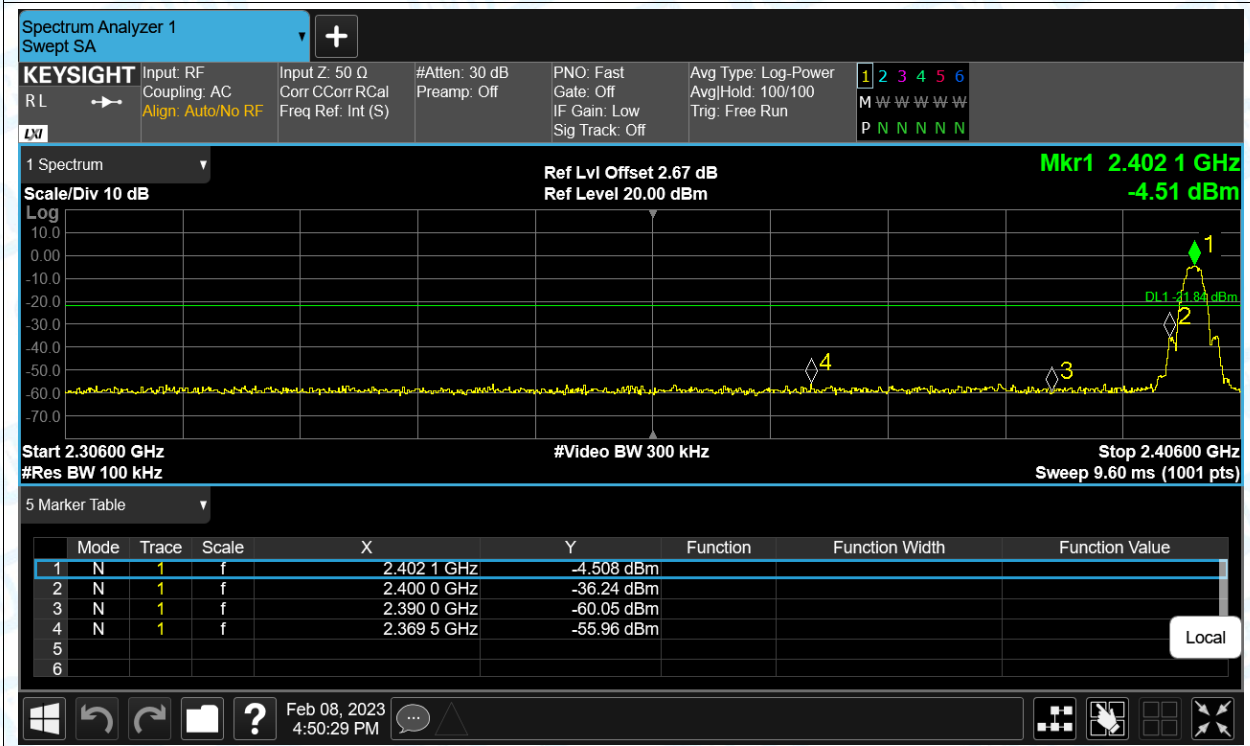 Spectrum Analyzer 1
Swept SA
KEYSIGHT Input: RF Input Z: 50 Ω #Atten: 30 dB PNO: Fast Avg Type: Log-Power 1 2 3 4 5 6
R L Coupling: AC Corr CCorr RCal Preamp: Off Gate: Off Avg|Hold: 100/100 M W W W W W W
Align: Auto/No RF Freq Ref: Int (S) IF Gain: Low Trig: Free Run
LXI Sig Track: Off P N N N N N
1 Spectrum Ref Lvl Offset 2.67 dB Mkr1 2.402 1 GHz
Scale/Div 10 dB Ref Level 20.00 dBm -4.51 dBm
Log
10.0 1
0.00
-10.0
-20.0 DL1 -21.84 dBm
-30.0 2
-40.0
-50.0 4 3
-60.0
-70.0
Start 2.30600 GHz #Video BW 300 kHz Stop 2.40600 GHz
#Res BW 100 kHz Sweep 9.60 ms (1001 pts)
5 Marker Table
Mode Trace Scale X Y Function Function Width Function Value
1 N 1 f 2.402 1 GHz -4.508 dBm
2 N 1 f 2.400 0 GHz -36.24 dBm
3 N 1 f 2.390 0 GHz -60.05 dBm
4 N 1 f 2.369 5 GHz -55.96 dBm
5
6
Local
? Feb 08, 2023
4:50:29 PM